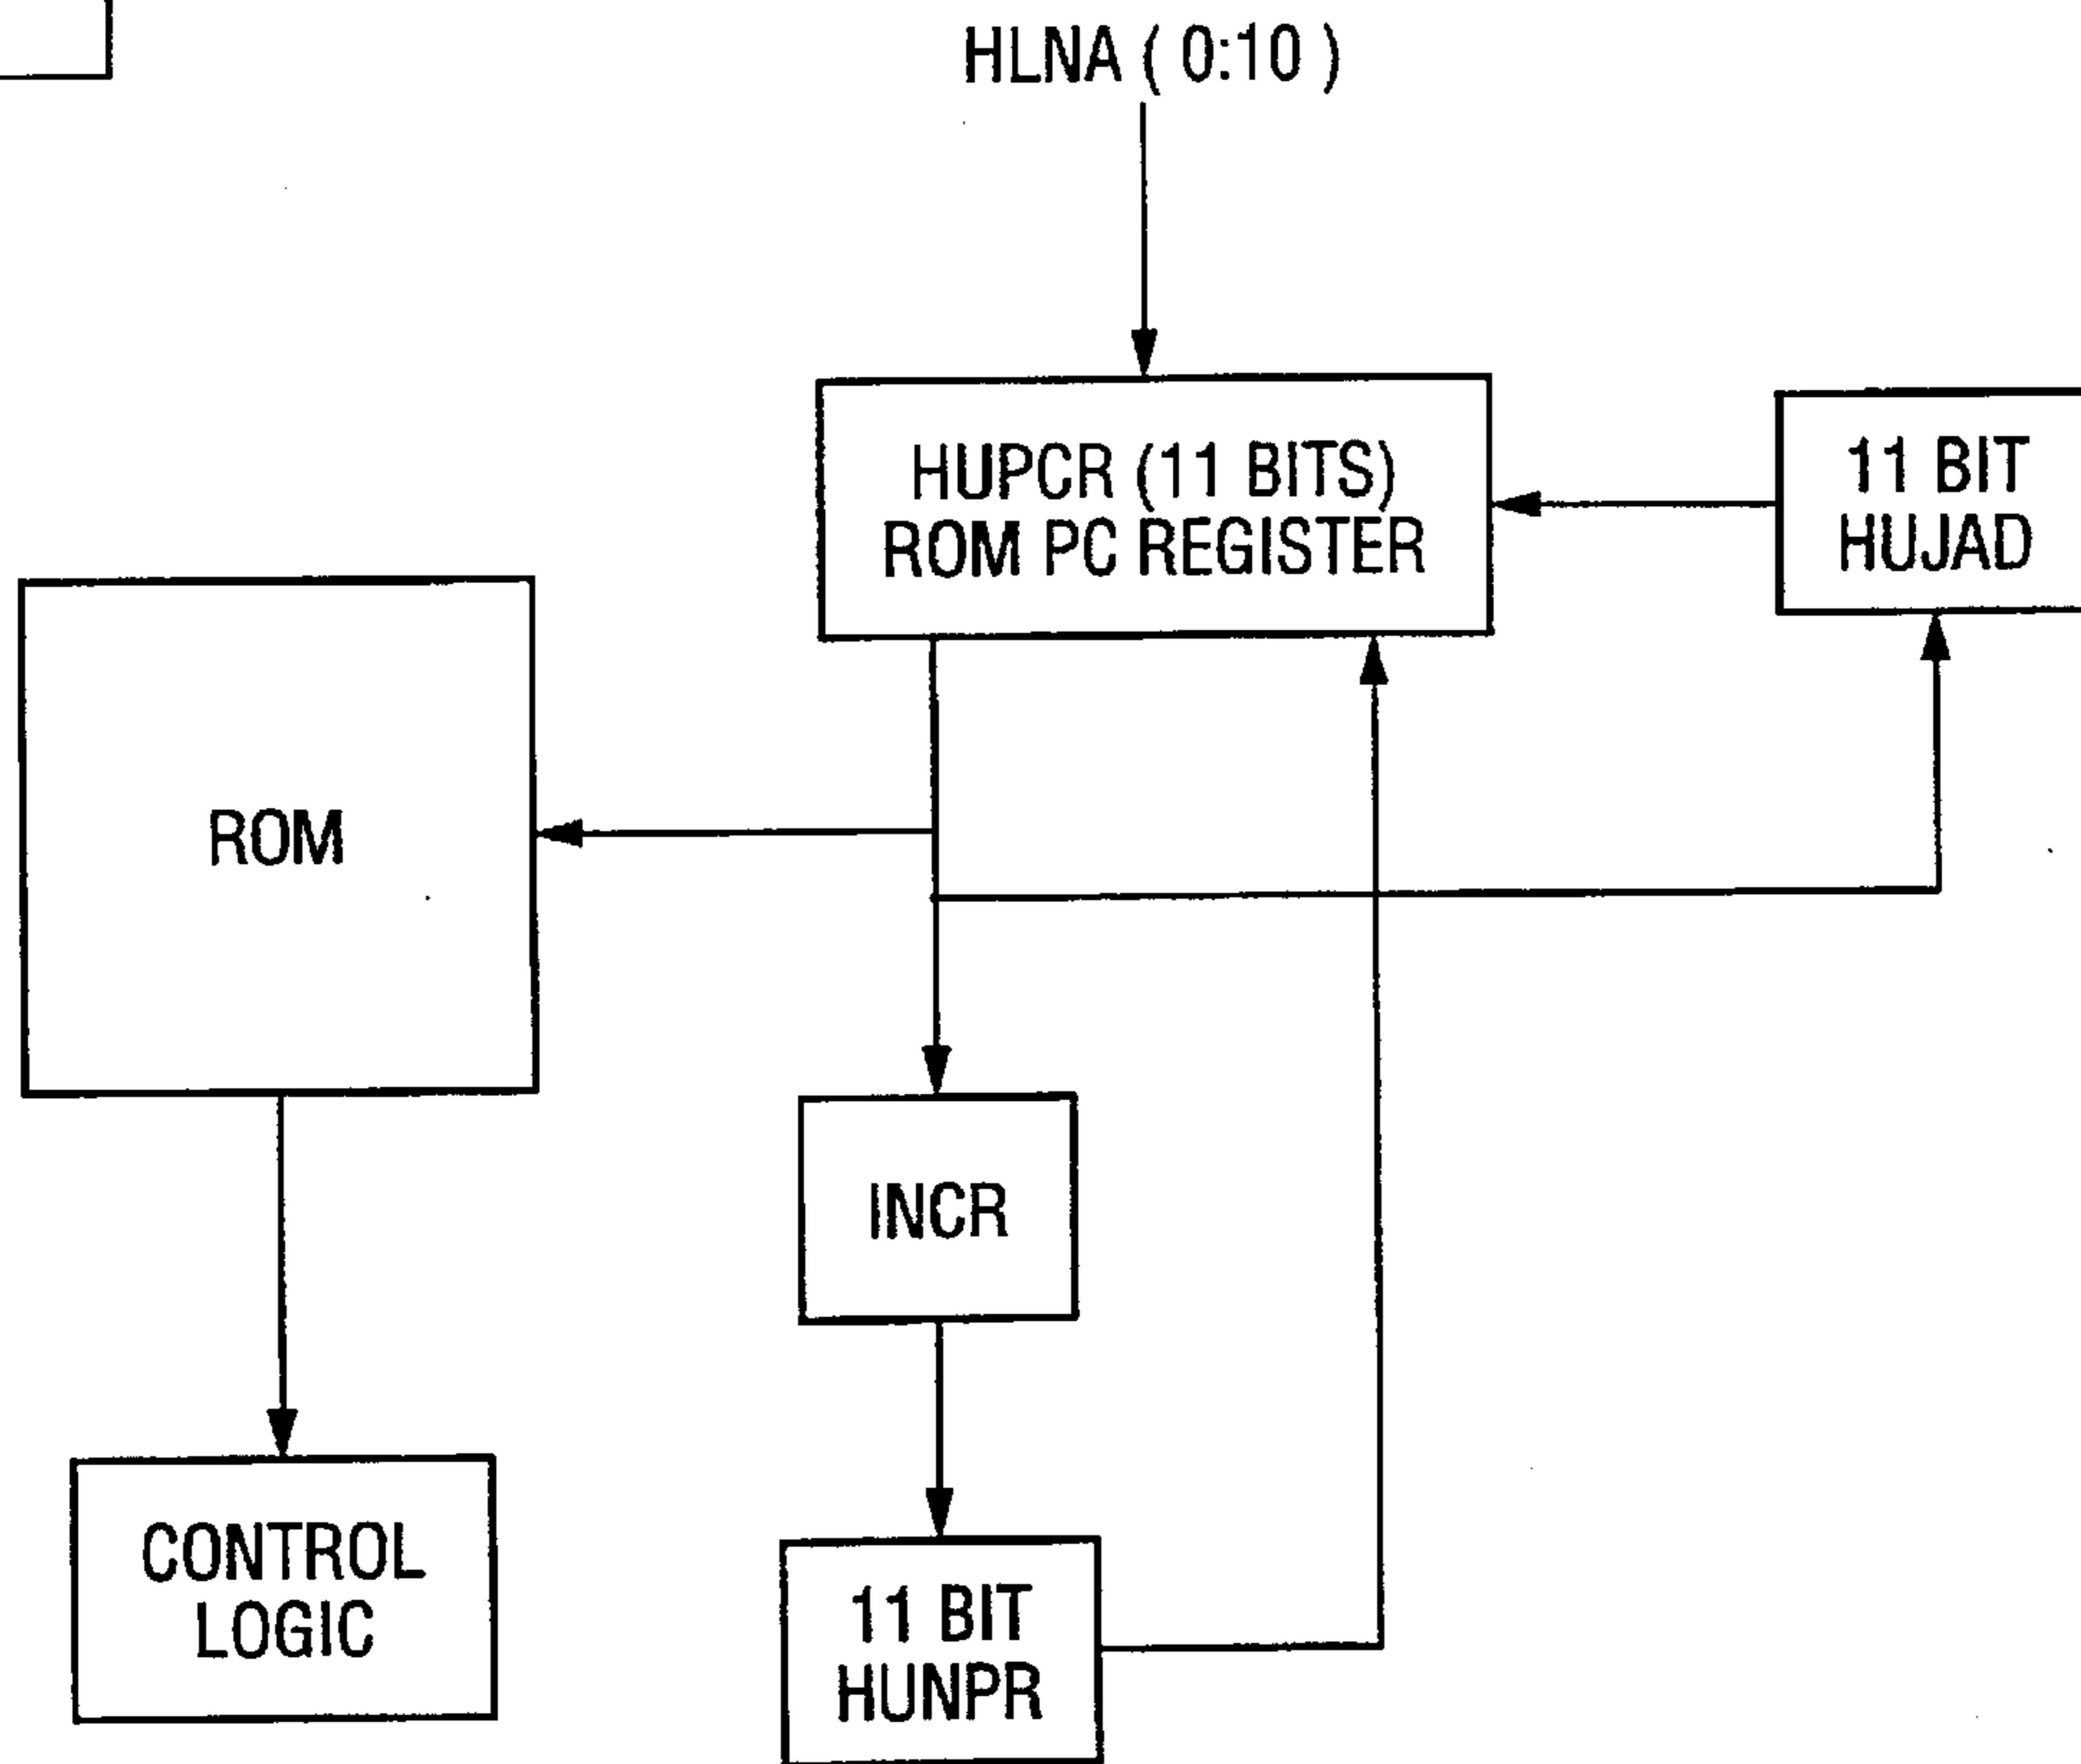 HLNA ( 0:10 )
HUPCR (11 BITS)
ROM PC REGISTER
11 BIT
HUJAD
ROM
INCR
CONTROL
LOGIC
11 BIT
HUNPR